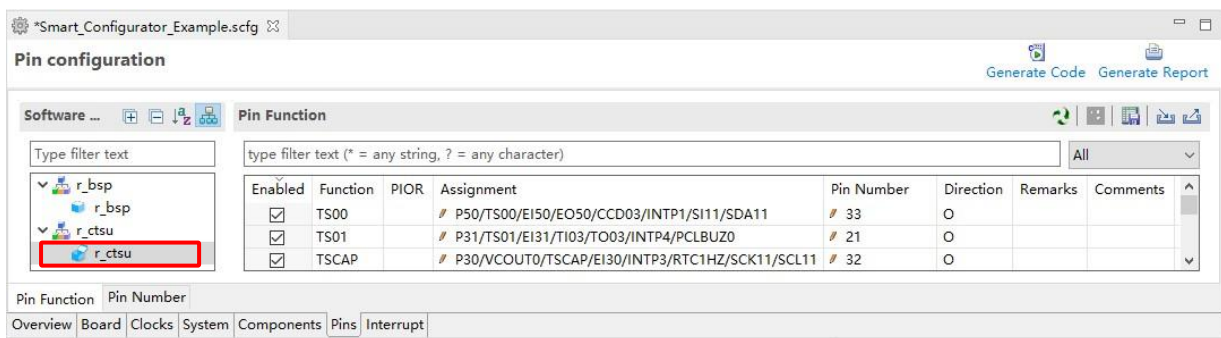 *Smart_Configurator_Example.scfg
Pin configuration
Generate Code Generate Report
Software ... Pin Function
Type filter text
type filter text (* = any string, ? = any character)
All
r_bsp
r_bsp
r_ctsu
r_ctsu
Enabled Function PIOR Assignment Pin Number Direction Remarks Comments
TS00 P50/TS00/EI50/EO50/CCD03/INTP1/SI11/SDA11 33 O
TS01 P31/TS01/EI31/TI03/TO03/INTP4/PCLBUZ0 21 O
TSCAP P30/VCOUT0/TSCAP/EI30/INTP3/RTC1HZ/SCK11/SCL11 32 O
Pin Function Pin Number
Overview Board Clocks System Components Pins Interrupt